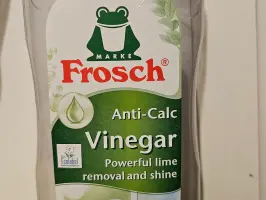 MARKE
Frosch
Anti-Calc
Vinegar
Powerful lime
removal and shine